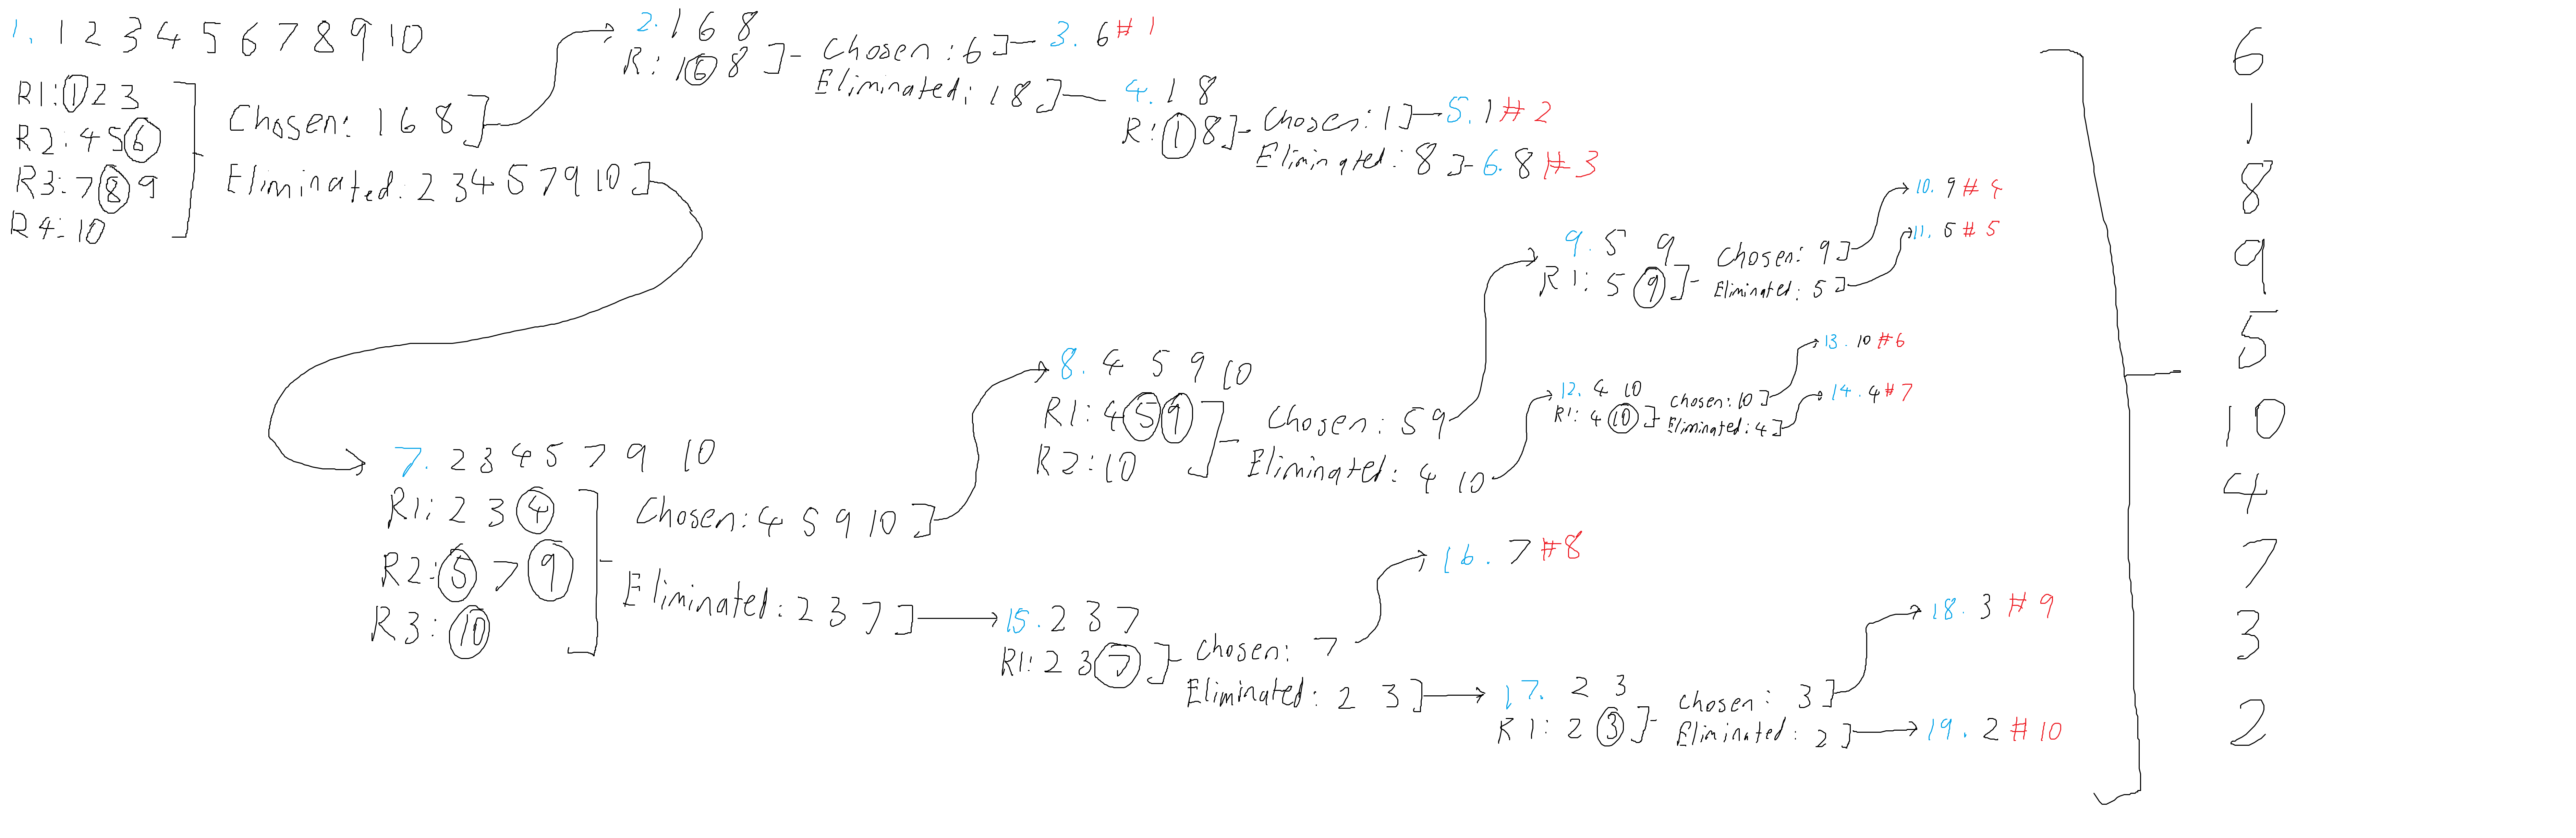 1. 1 2 3 4 5 6 7 8 9 10
R1: 1 2 3
R2: 4 5 6
R3: 7 8 9
R4: 10
Chosen: 1 6 8
Eliminated: 2 3 4 5 7 9 10
2. 1 6 8
R: 1 6 8
Chosen: 6
Eliminated: 1 8
3. 6 #1
4. 1 8
R: 1 8
Chosen: 1
Eliminated: 8
5. 1 #2
6. 8 #3
7. 2 3 4 5 7 9 10
R1: 2 3 4
R2: 5 7 9
R3: 10
Chosen: 4 5 9 10
Eliminated: 2 3 7
8. 4 5 9 10
R1: 4 5 9
R2: 10
Chosen: 5 9
Eliminated: 4 10
9. 5 9
R1: 5 9
Chosen: 9
Eliminated: 5
10. 9 #4
11. 5 #5
12. 4 10
R1: 4 10
Chosen: 10
Eliminated: 4
13. 10 #6
14. 4 #7
15. 2 3 7
R1: 2 3 7
Chosen: 7
Eliminated: 2 3
16. 7 #8
17. 2 3
R1: 2 3
Chosen: 3
Eliminated: 2
18. 3 #9
19. 2 #10
6
1
8
9
5
10
4
7
3
2